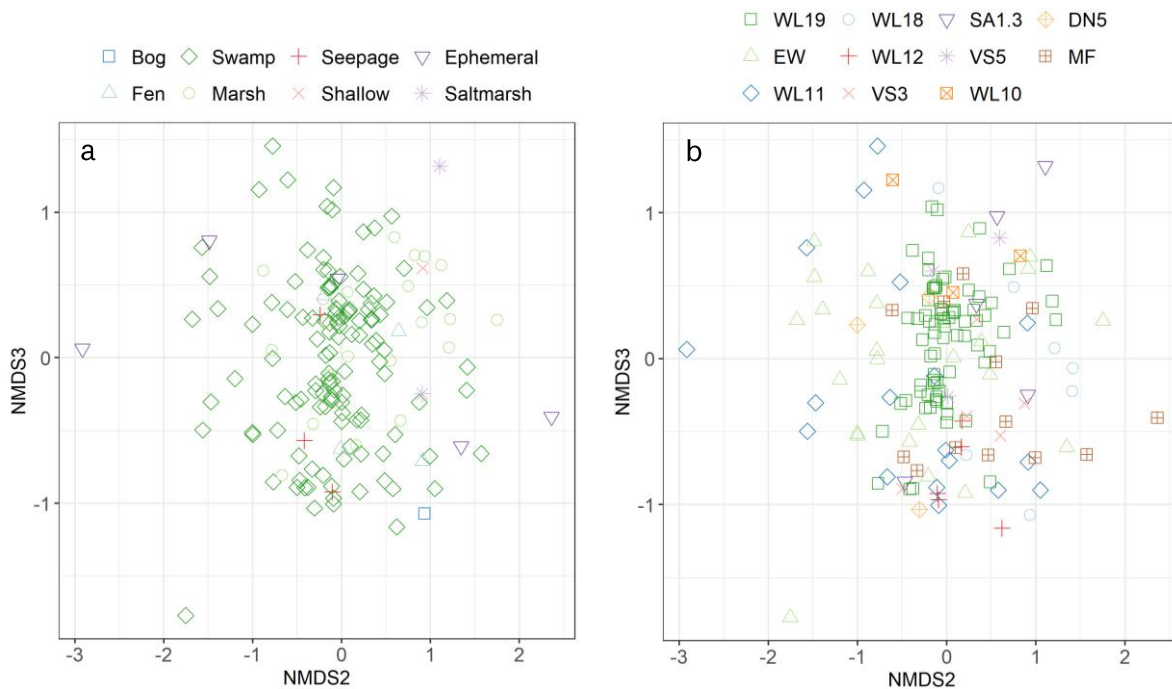 Bog Swamp Seepage Ephemeral
Fen Marsh Shallow Saltmarsh
a
1
0
-1
NMDS3
-3 -2 -1 0 1 2
NMDS2
WL19 WL18 SA1.3 DN5
EW WL12 VS5 MF
WL11 VS3 WL10
b
1
0
-1
NMDS3
-3 -2 -1 0 1 2
NMDS2